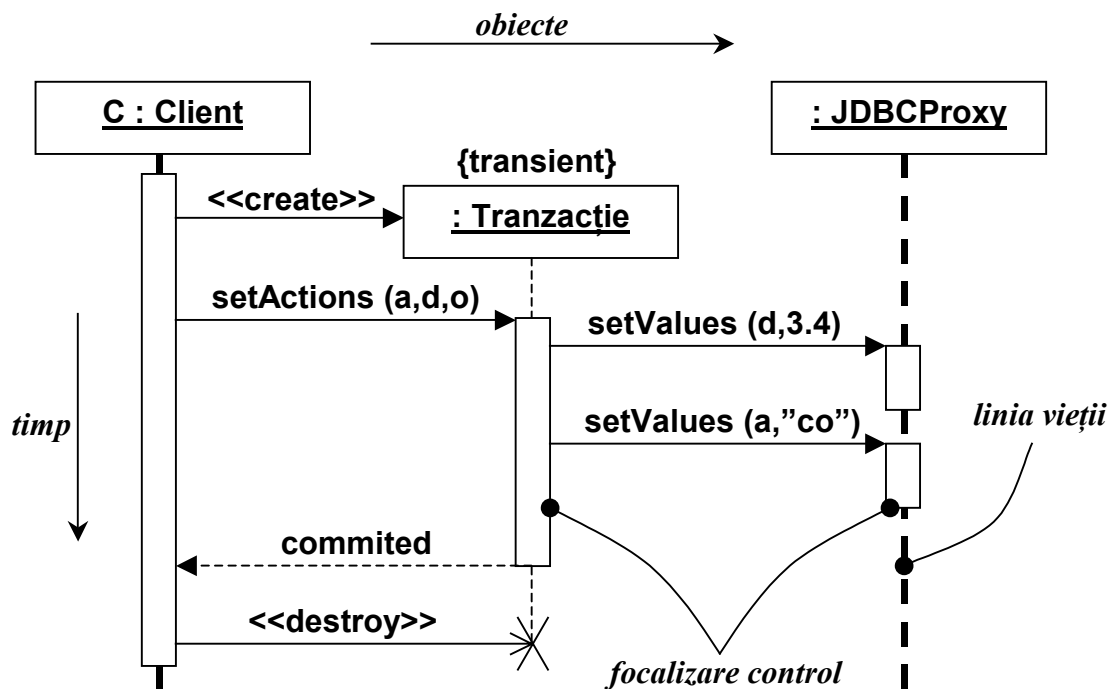 obiecte
C : Client
: JDBCProxy
{transient}
<<create>>
: Tranzacție
setActions (a,d,o)
setValues (d,3.4)
timp
setValues (a,”co”)
linia vieții
commited
<<destroy>>
focalizare control